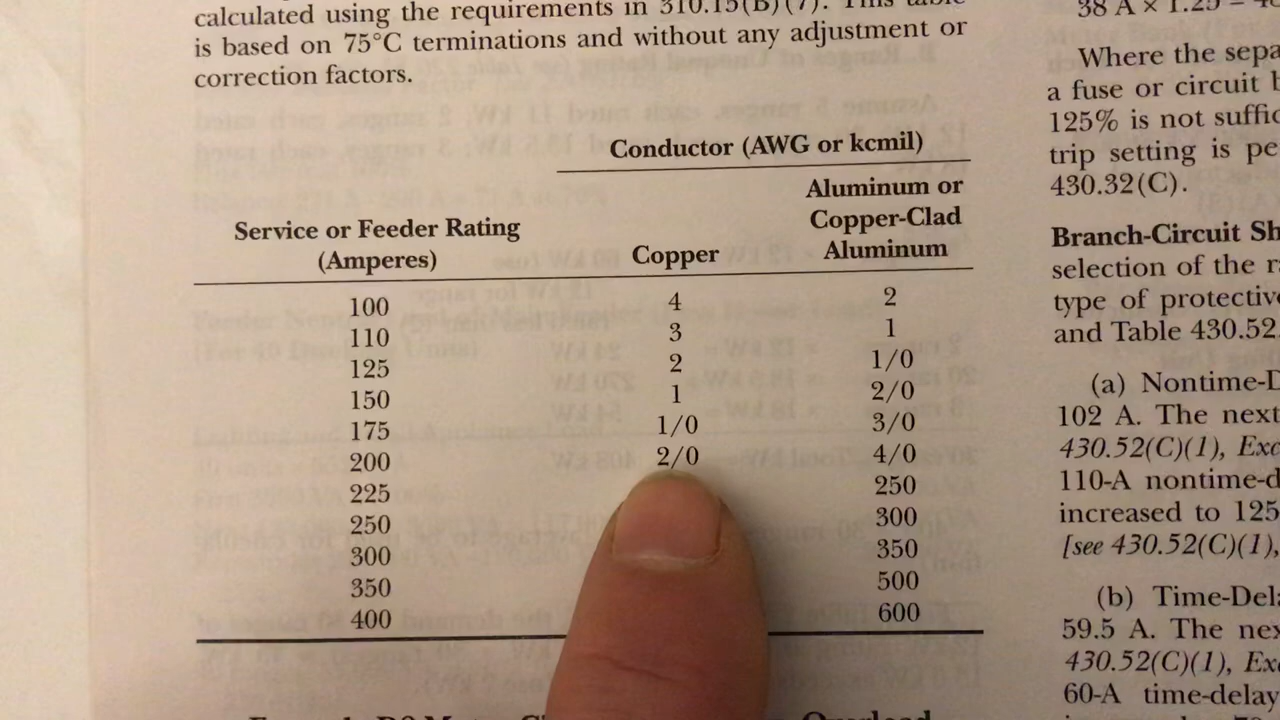 calculated using the requirements in 310.15(B)(7). This table
is based on 75°C terminations and without any adjustment or
correction factors.
Conductor (AWG or kcmil)
Service or Feeder Rating
(Amperes)
Copper
Aluminum or
Copper-Clad
Aluminum
100 4 2
110 3 1
125 2 1/0
150 1 2/0
175 1/0 3/0
200 2/0 4/0
225 250
250 300
300 350
350 500
400 600
38 A × 1.25
Where the sepa
a fuse or circuit b
125% is not suffic
trip setting is pe
430.32(C).
Branch-Circuit Sh
selection of the ra
type of protective
and Table 430.52.
(a) Nontime-D
102 A. The next
430.52(C)(1), Exc
110-A nontime-d
increased to 125
[see 430.52(C)(1),
(b) Time-Dela
59.5 A. The nex
430.52(C)(1), Exc
60-A time-delay